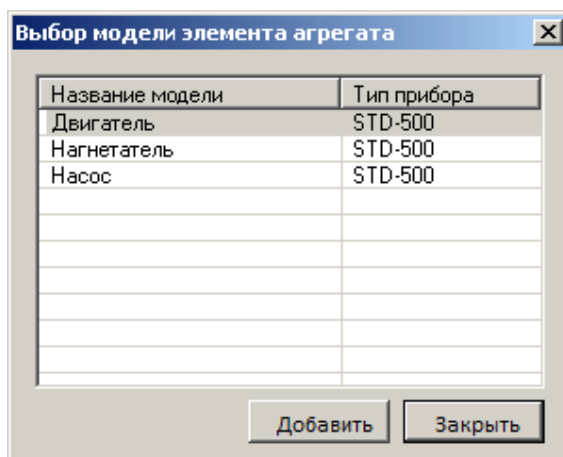 Выбор модели элемента агрегата
Название модели Тип прибора
Двигатель STD-500
Нагнетатель STD-500
Насос STD-500
Добавить Закрыть